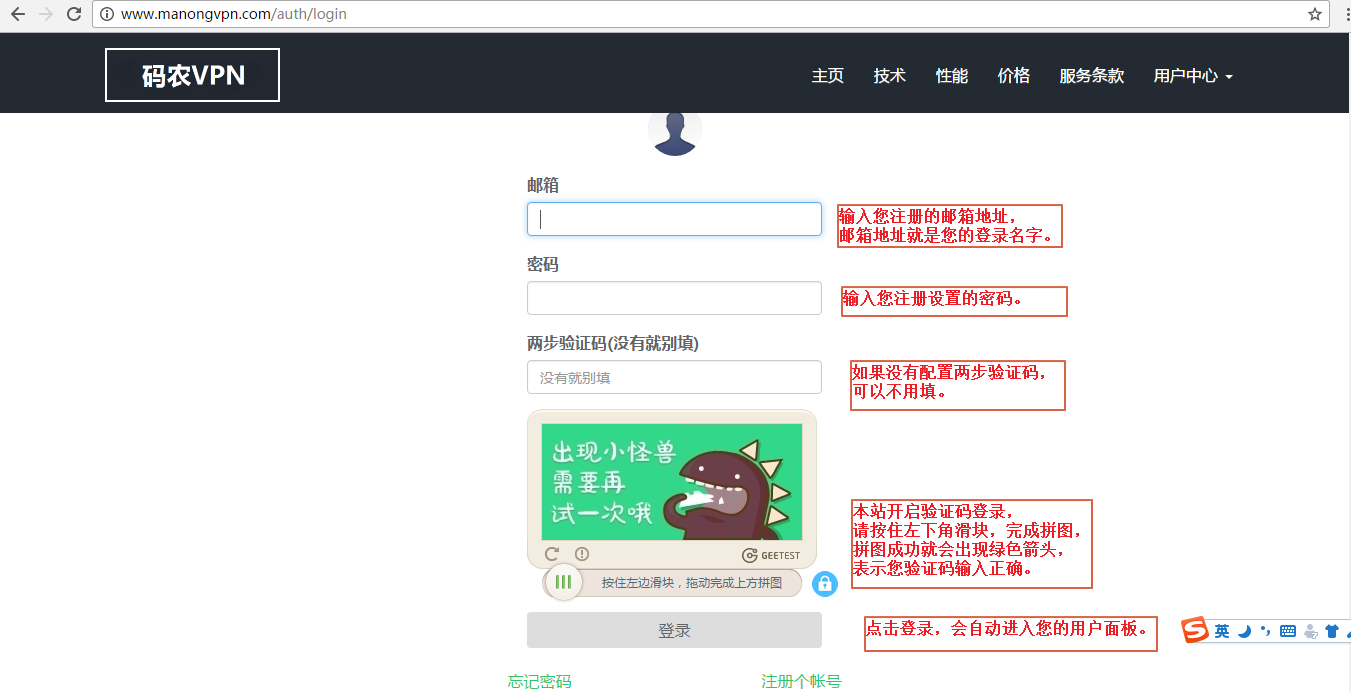 www.manongvpn.com/auth/login
码农VPN
主页 技术 性能 价格 服务条款 用户中心
邮箱
输入您注册的邮箱地址，
邮箱地址就是您的登录名字。
密码
输入您注册设置的密码。
两步验证码(没有就别填)
没有就别填
如果没有配置两步验证码，
可以不用填。
出现小怪兽
需要再
试一次哦
GEETEST
按住左边滑块，拖动完成上方拼图
本站开启验证码登录，
请按住左下角滑块，完成拼图，
拼图成功就会出现绿色箭头，
表示您验证码输入正确。
登录
点击登录，会自动进入您的用户面板。
S 英
忘记密码
注册个帐号